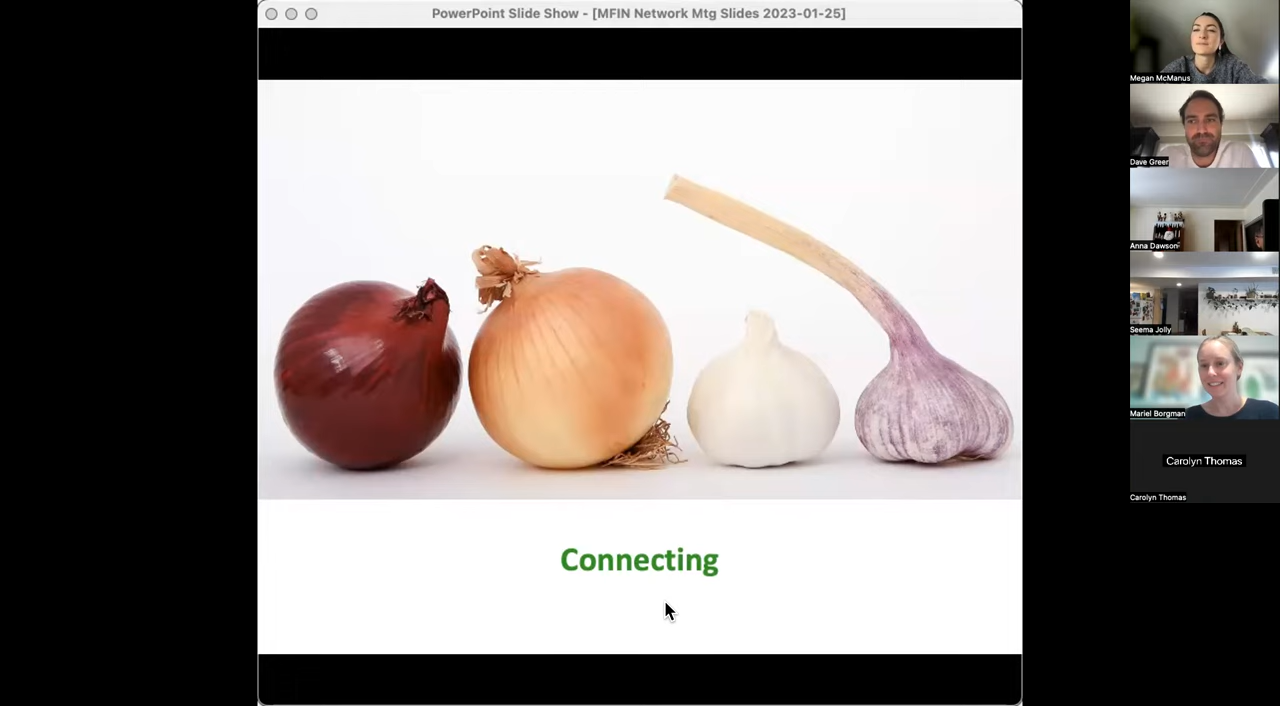 PowerPoint Slide Show - [MFIN Network Mtg Slides 2023-01-25]
Connecting
Megan McManus
Dave Greer
Anna Dawson
Seema Jolly
Mariel Borgman
Carolyn Thomas
Carolyn Thomas